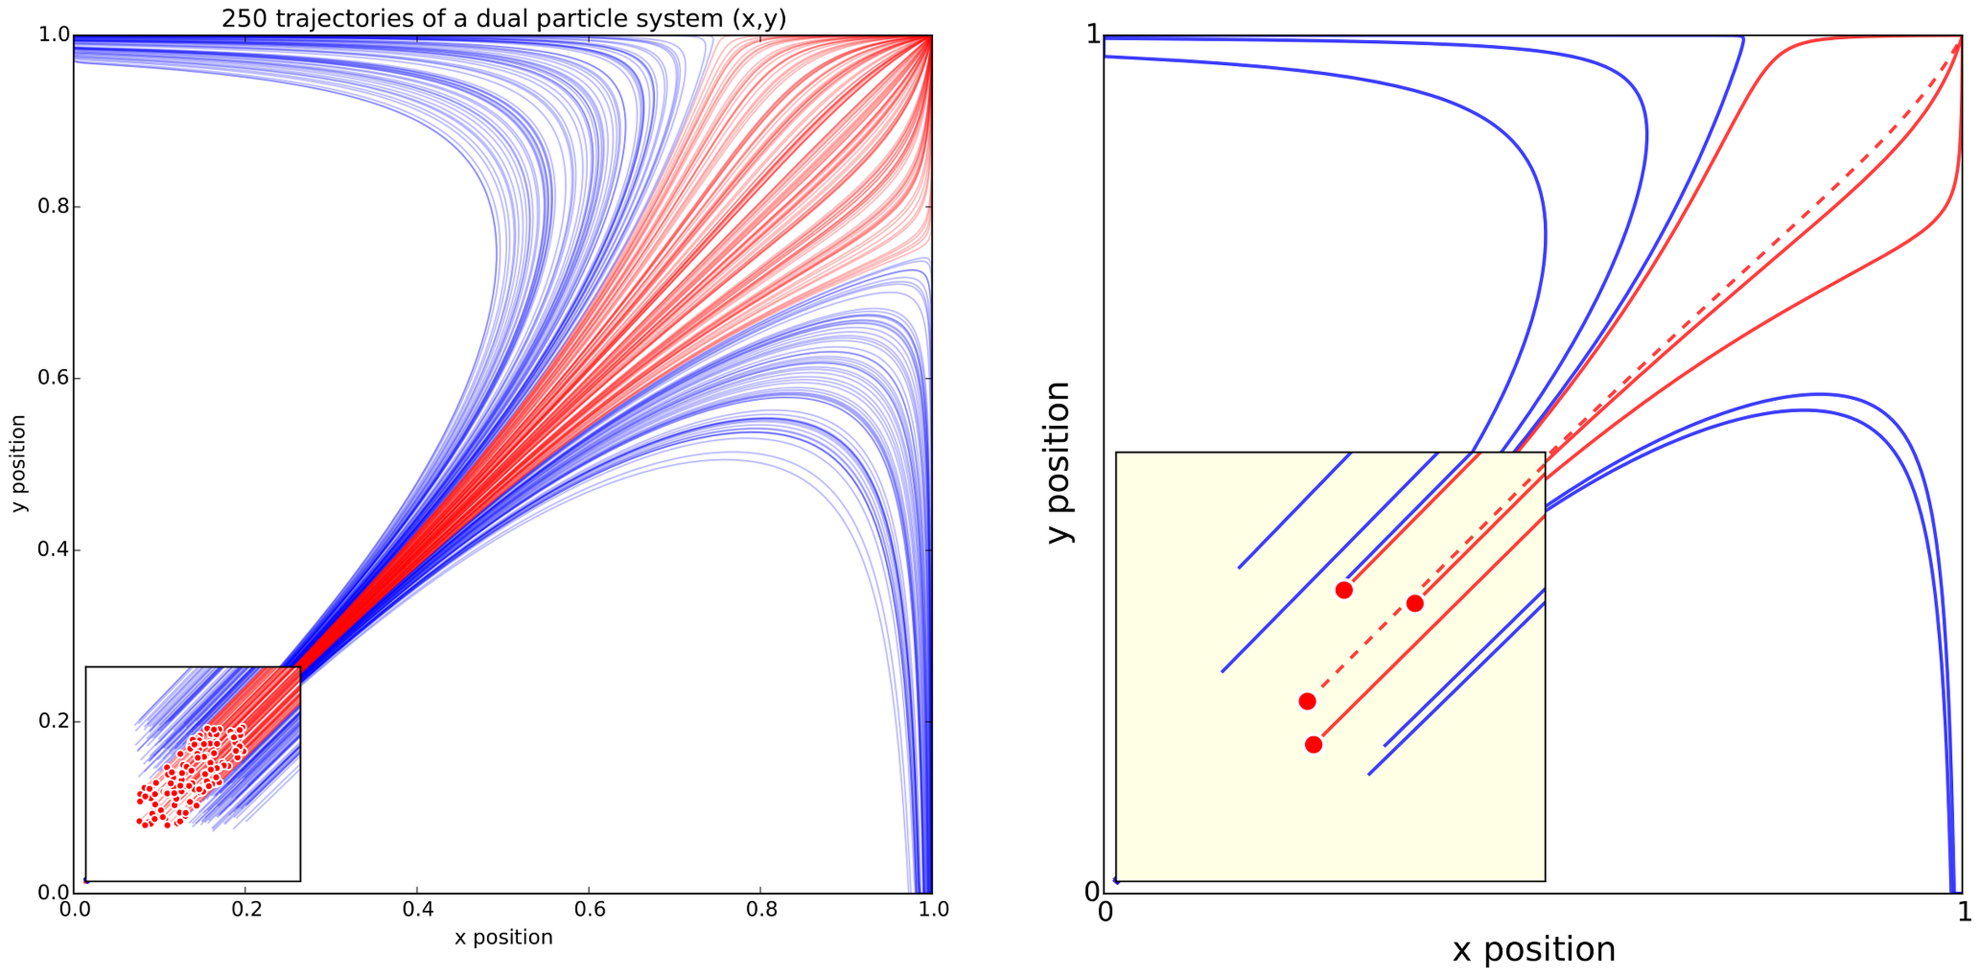 250 trajectories of a dual particle system (x,y)
1.0
0.8
0.6
0.4
0.2
0.0
y position
0.0 0.2 0.4 0.6 0.8 1.0
x position
1
0
y position
0 1
x position